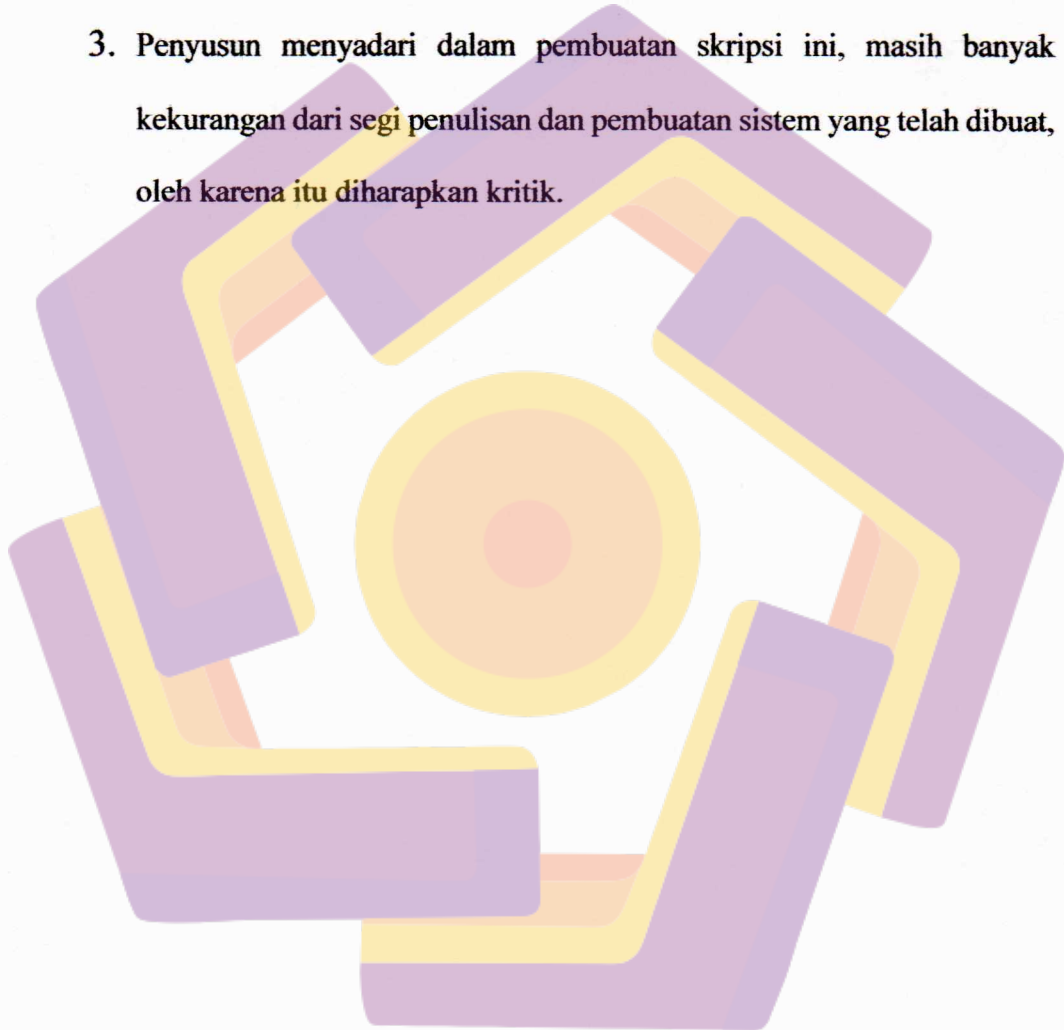 3. Penyusun menyadari dalam pembuatan skripsi ini, masih banyak
kekurangan dari segi penulisan dan pembuatan sistem yang telah dibuat,
oleh karena itu diharapkan kritik.